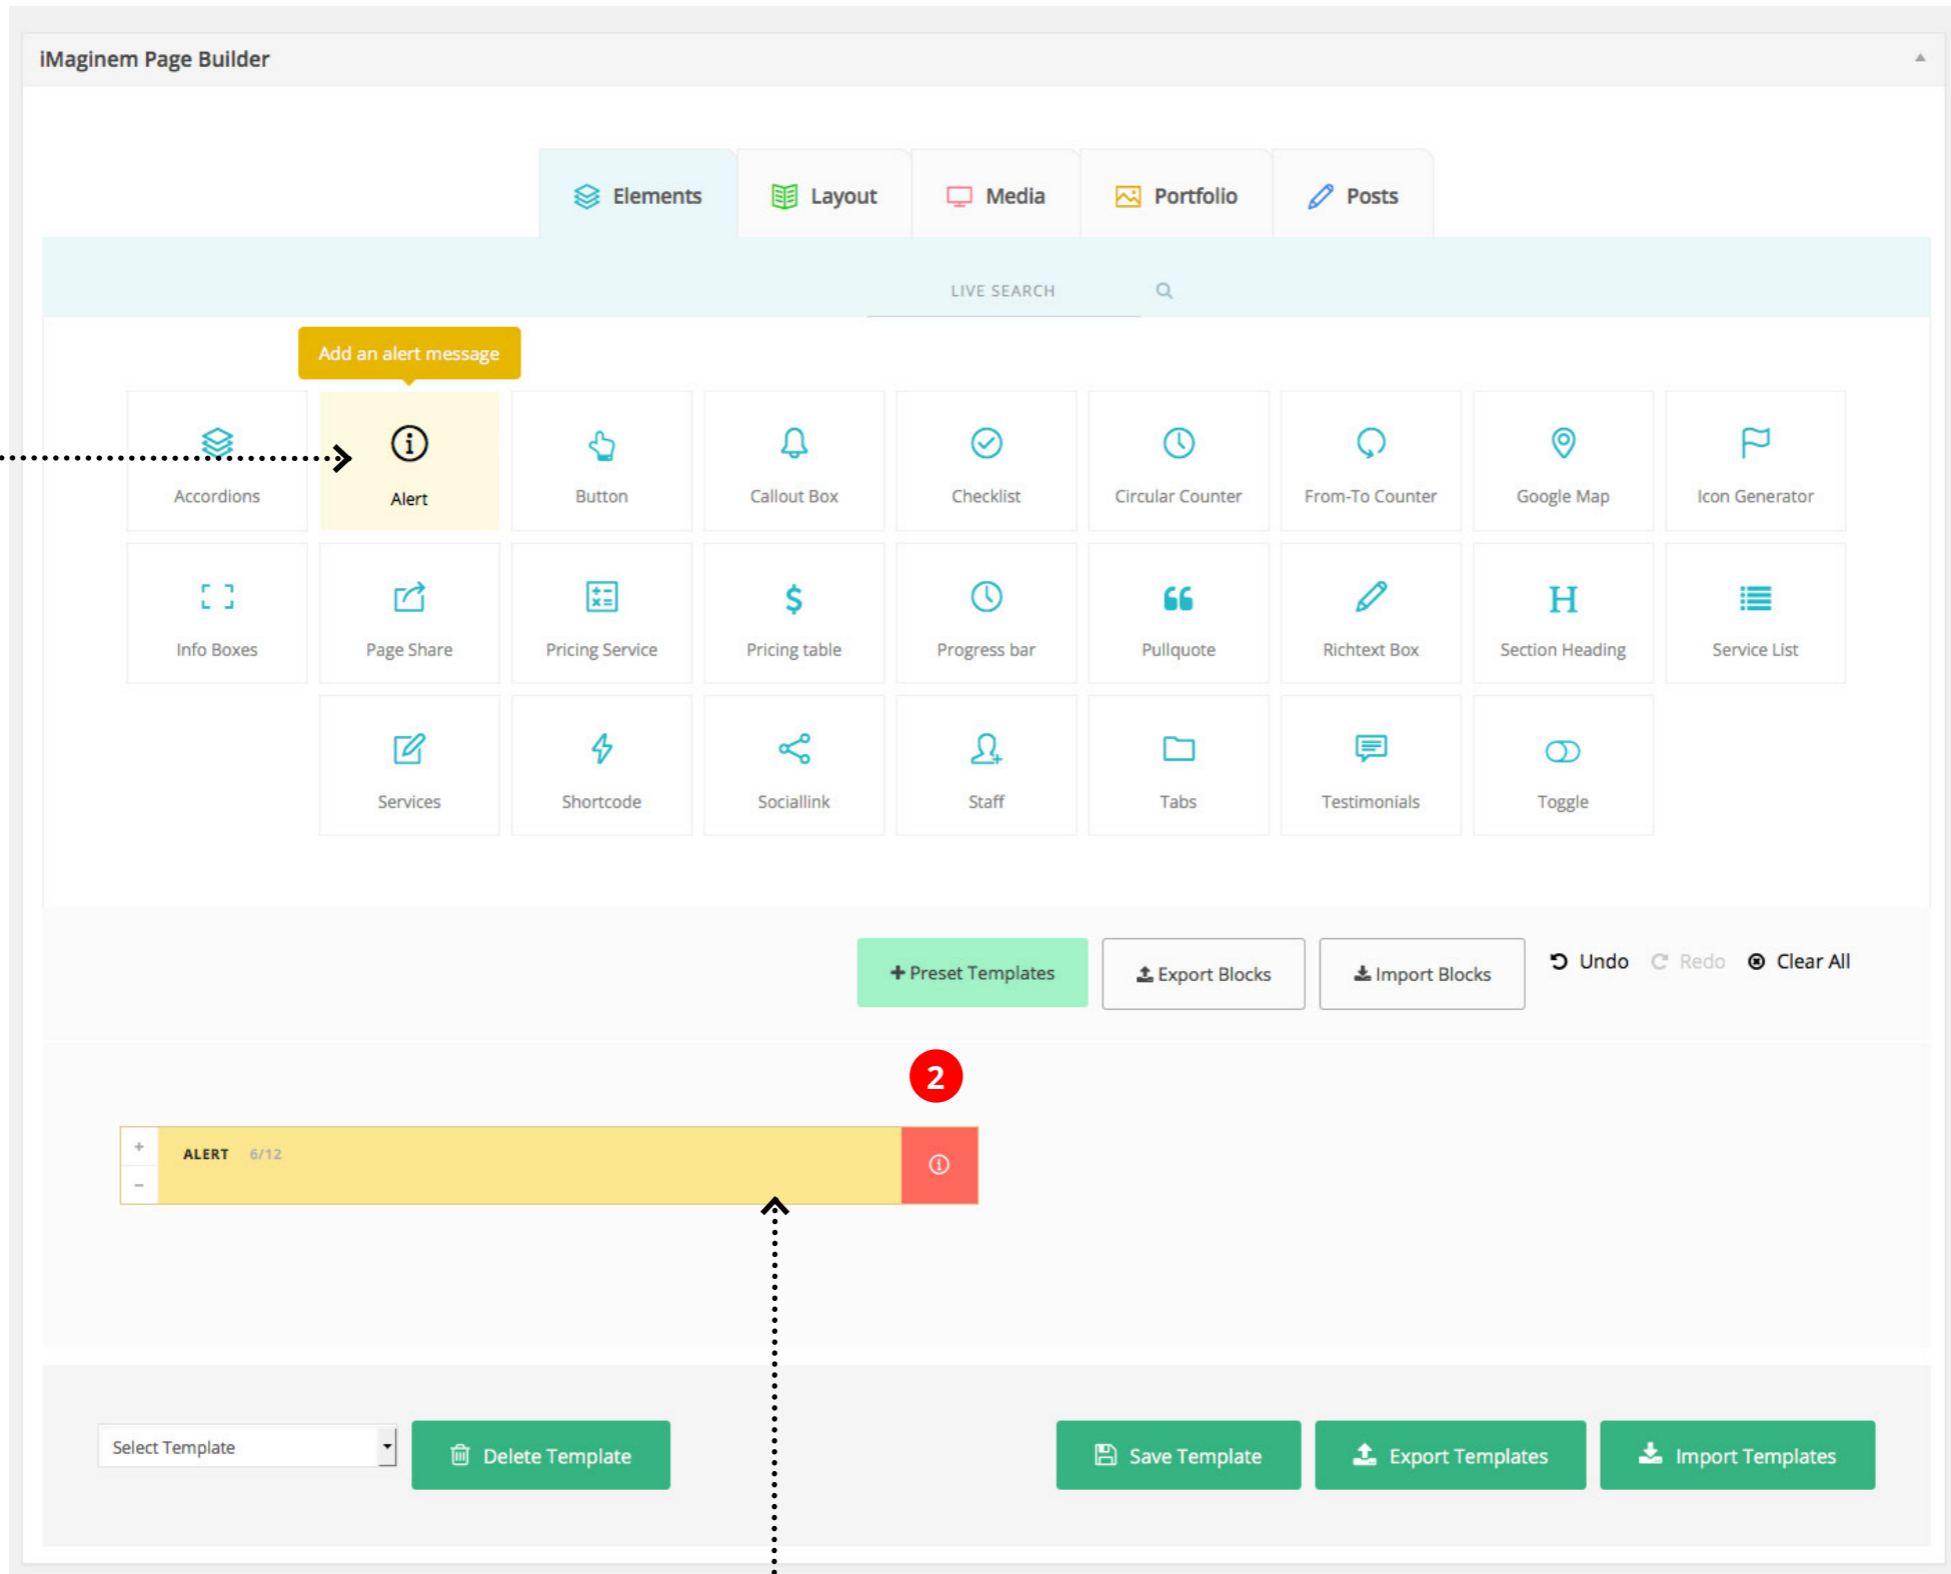 iMaginem Page Builder
Elements Layout Media Portfolio Posts
LIVE SEARCH
Add an alert message
Accordions Alert Button Callout Box Checklist Circular Counter From-To Counter Google Map Icon Generator
Info Boxes Page Share Pricing Service Pricing table Progress bar Pullquote Richtext Box Section Heading Service List
Services Shortcode Sociallink Staff Tabs Testimonials Toggle
+ Preset Templates Export Blocks Import Blocks Undo Redo Clear All
2
+ ALERT 6/12
-
Select Template Delete Template Save Template Export Templates Import Templates